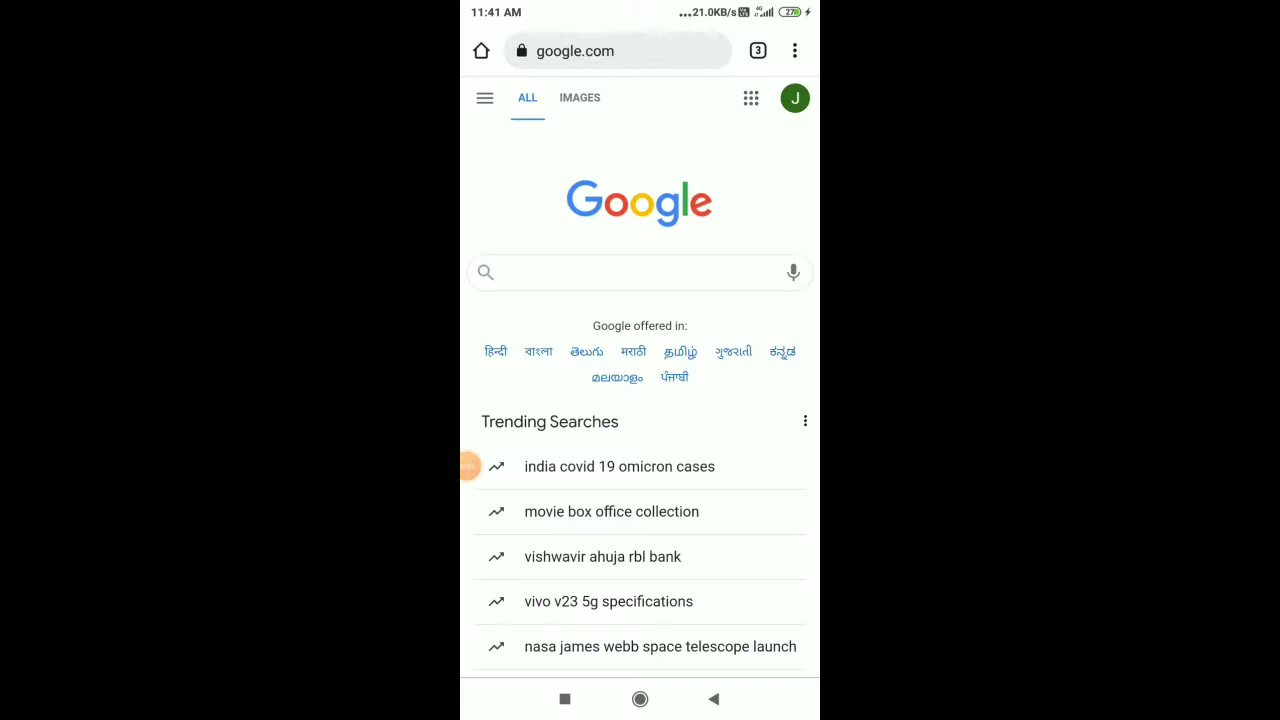 11:41 AM ...21.0KB/s 4G 27
google.com 3
ALL IMAGES J
Google
Google offered in:
हिन्दी বাংলা తెలుగు मराठी தமிழ் ગુજરાતી ಕನ್ನಡ
മലയാളം ਪੰਜਾਬੀ
Trending Searches
india covid 19 omicron cases
movie box office collection
vishwavir ahuja rbl bank
vivo v23 5g specifications
nasa james webb space telescope launch